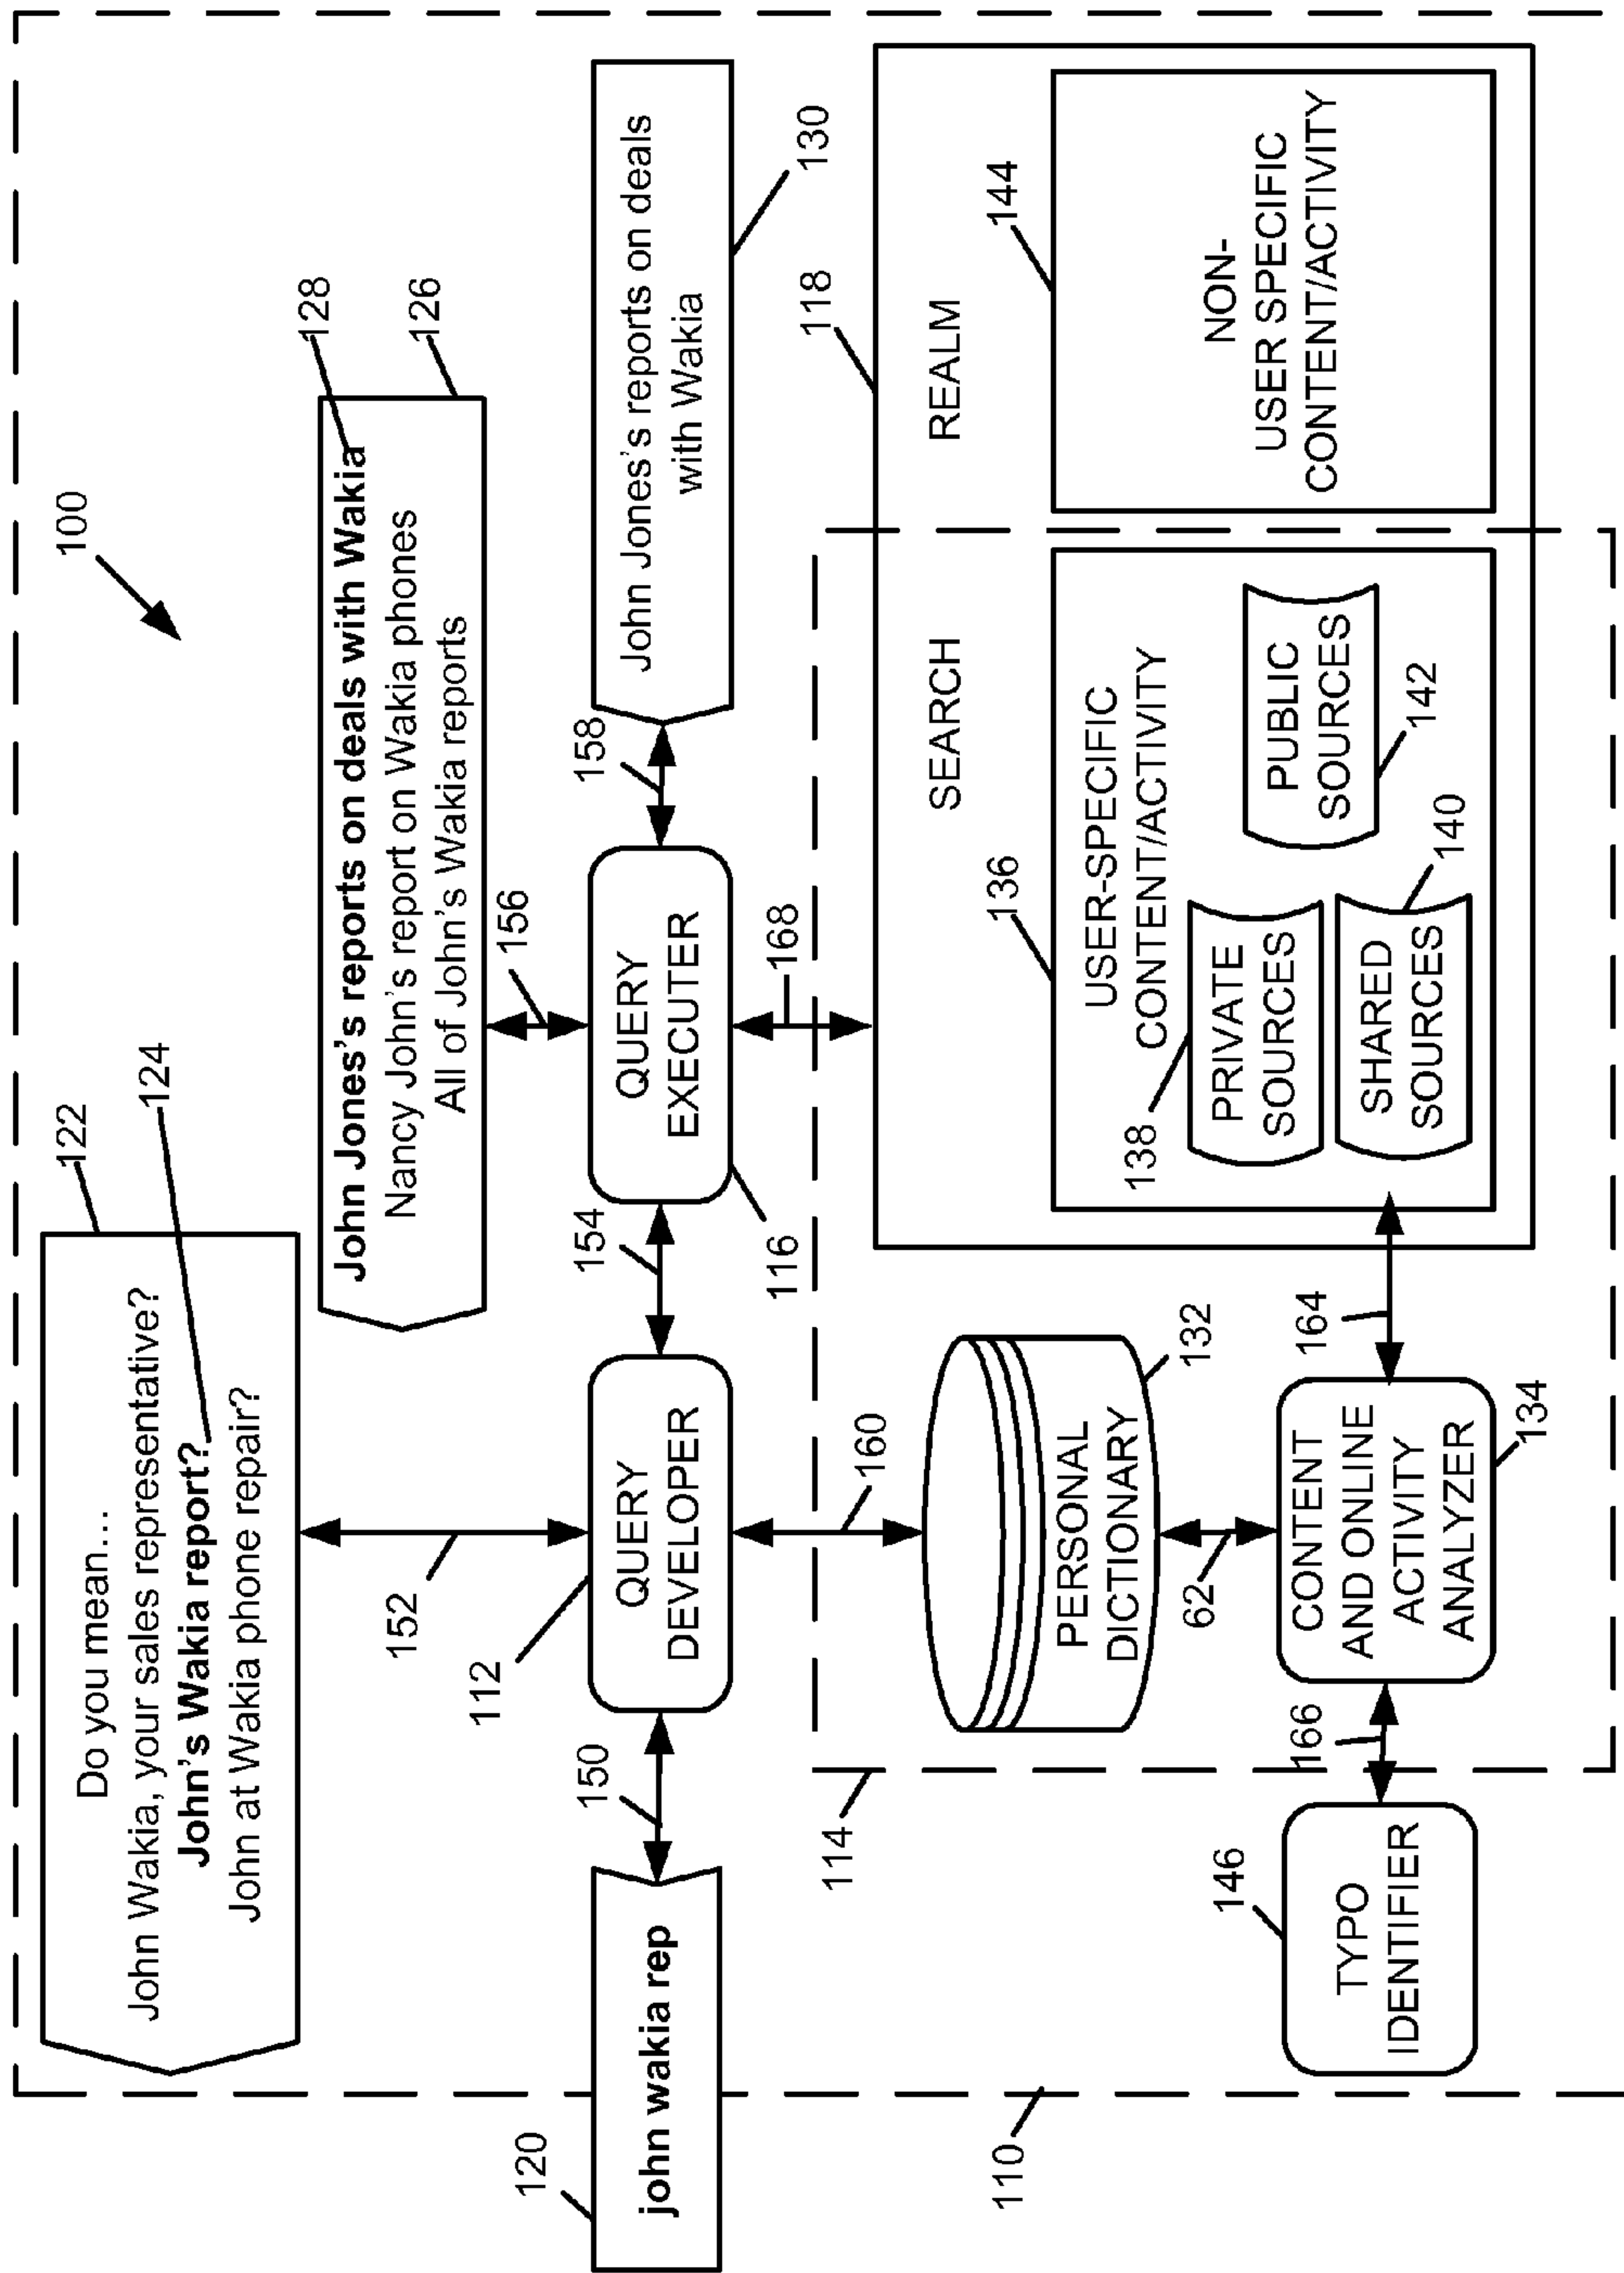 100
122
Do you mean...
John Wakia, your sales representative?
John's Wakia report?
John at Wakia phone repair?
124
128
John Jones's reports on deals with Wakia
Nancy John's report on Wakia phones
All of John's Wakia reports
126
152
156
120
john wakia rep
150
112
QUERY
DEVELOPER
154
QUERY
EXECUTER
116
158
John Jones's reports on deals
with Wakia
130
160
168
114
118
SEARCH
REALM
PERSONAL
DICTIONARY
132
136
USER-SPECIFIC
CONTENT/ACTIVITY
138
PRIVATE
SOURCES
SHARED
SOURCES
140
PUBLIC
SOURCES
142
144
NON-
USER SPECIFIC
CONTENT/ACTIVITY
62
164
146
TYPO
IDENTIFIER
166
CONTENT
AND ONLINE
ACTIVITY
ANALYZER
134
110